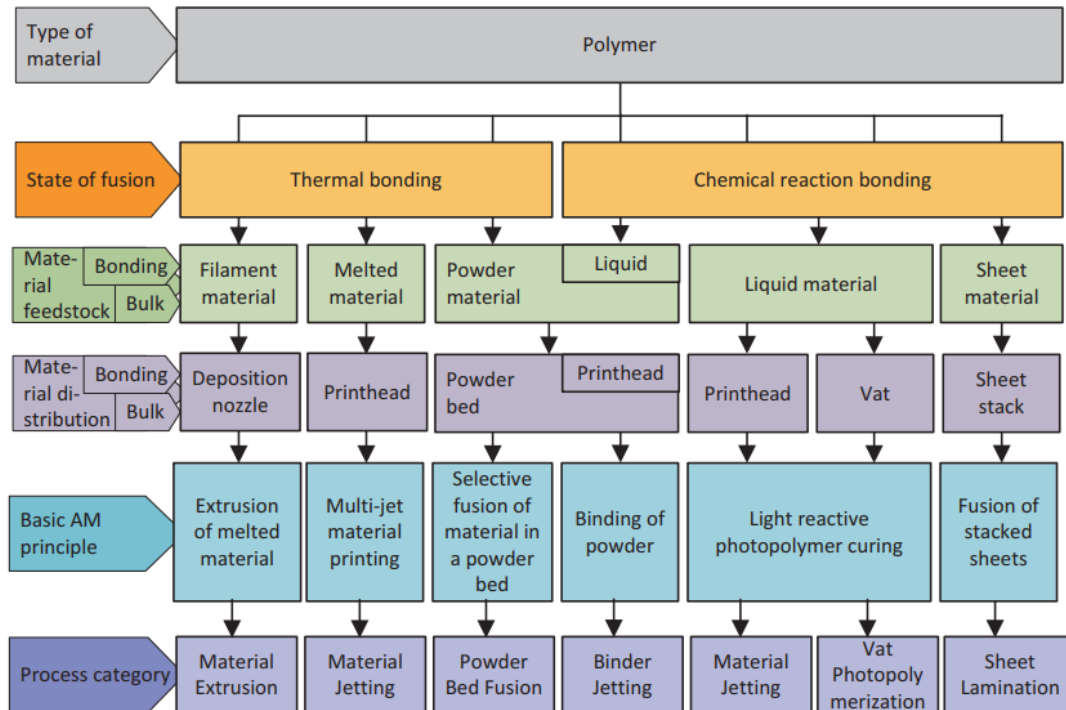 Type of
material
Polymer
State of fusion
Thermal bonding
Chemical reaction bonding
Mate-
rial
feedstock
Bonding
Bulk
Filament
material
Melted
material
Powder
material
Liquid
Liquid material
Sheet
material
Mate-
rial di-
stribution
Bonding
Bulk
Deposition
nozzle
Printhead
Powder
bed
Printhead
Printhead
Vat
Sheet
stack
Basic AM
principle
Extrusion
of melted
material
Multi-jet
material
printing
Selective
fusion of
material in
a powder
bed
Binding of
powder
Light reactive
photopolymer curing
Fusion of
stacked
sheets
Process category
Material
Extrusion
Material
Jetting
Powder
Bed Fusion
Binder
Jetting
Material
Jetting
Vat
Photopoly
merization
Sheet
Lamination